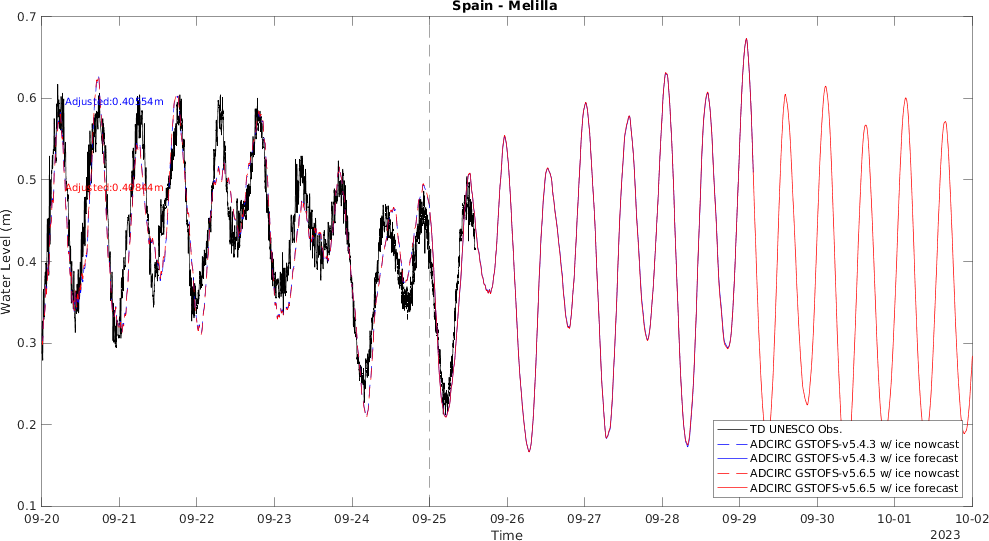 Spain - Melilla
0.7
0.6
0.5
0.4
0.3
0.2
0.1
Water Level (m)
Adjusted:0.40554m
Adjusted:0.40844m
TD UNESCO Obs.
ADCIRC GSTOFS-v5.4.3 w/ ice nowcast
ADCIRC GSTOFS-v5.4.3 w/ ice forecast
ADCIRC GSTOFS-v5.6.5 w/ ice nowcast
ADCIRC GSTOFS-v5.6.5 w/ ice forecast
09-20 09-21 09-22 09-23 09-24 09-25 09-26 09-27 09-28 09-29 09-30 10-01 10-02
Time
2023